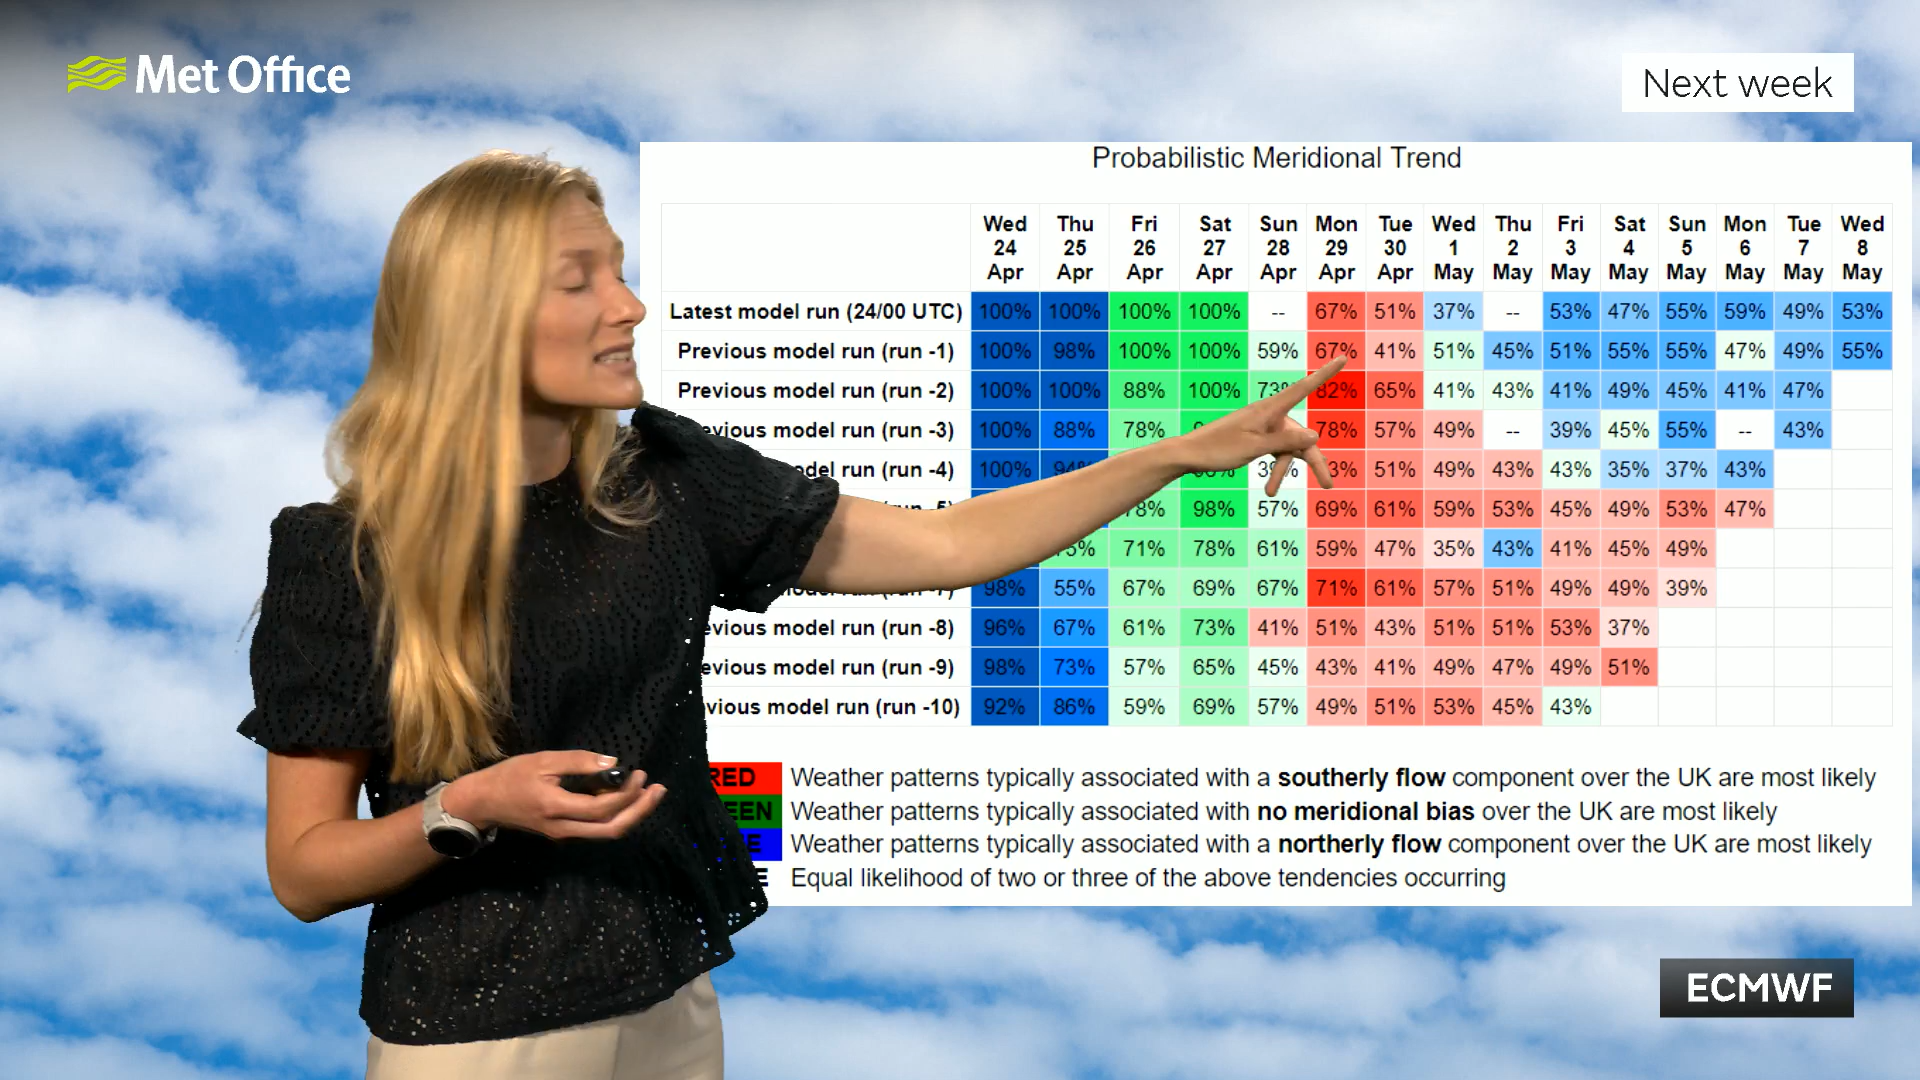 Met Office
Next week
Probabilistic Meridional Trend
Wed Thu Fri Sat Sun Mon Tue Wed Thu Fri Sat Sun Mon Tue Wed
24 25 26 27 28 29 30 1 2 3 4 5 6 7 8
Apr Apr Apr Apr Apr Apr Apr May May May May May May May May
Latest model run (24/00 UTC) 100% 100% 100% 100% -- 67% 51% 37% -- 53% 47% 55% 59% 49% 53%
Previous model run (run -1) 100% 98% 100% 100% 59% 67% 41% 51% 45% 51% 55% 55% 47% 49% 55%
Previous model run (run -2) 100% 100% 88% 100% 82% 65% 41% 43% 41% 49% 45% 41% 47%
model run (run -3) 100% 88% 78% 78% 57% 49% -- 39% 45% 55% -- 43%
run (run -4) 100% 51% 49% 43% 43% 35% 37% 43%
98% 57% 69% 61% 59% 53% 45% 49% 53% 47%
71% 78% 61% 59% 47% 35% 43% 41% 45% 49%
98% 55% 67% 69% 67% 71% 61% 57% 51% 49% 49% 39%
model run (run -8) 96% 67% 61% 73% 41% 51% 43% 51% 51% 53% 37%
model run (run -9) 98% 73% 57% 65% 45% 43% 41% 49% 47% 49% 51%
model run (run -10) 92% 86% 59% 69% 57% 49% 51% 53% 45% 43%
RED Weather patterns typically associated with a southerly flow component over the UK are most likely
Weather patterns typically associated with no meridional bias over the UK are most likely
Weather patterns typically associated with a northerly flow component over the UK are most likely
Equal likelihood of two or three of the above tendencies occurring
ECMWF